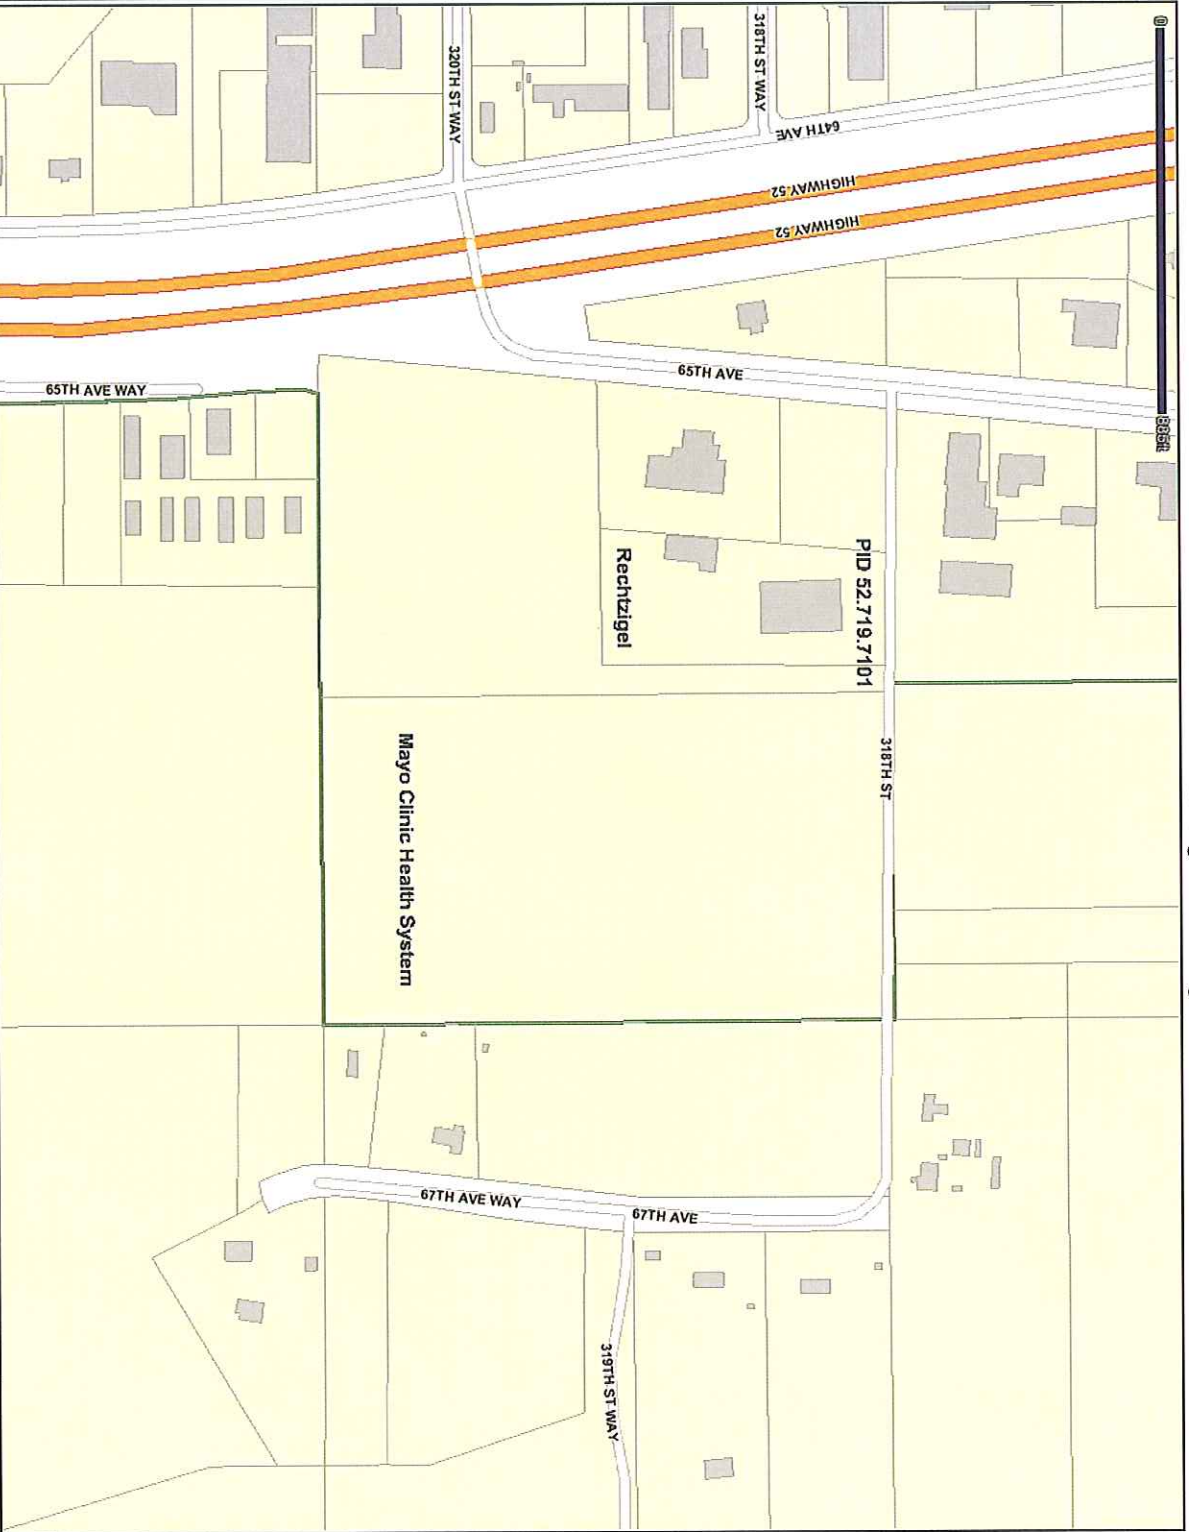 0
885ft
318TH ST WAY
320TH ST WAY
64TH AVE
HIGHWAY 52
HIGHWAY 52
65TH AVE
65TH AVE WAY
PID 52.719.7101
Rechtzigel
318TH ST
Mayo Clinic Health System
67TH AVE WAY
67TH AVE
319TH ST WAY